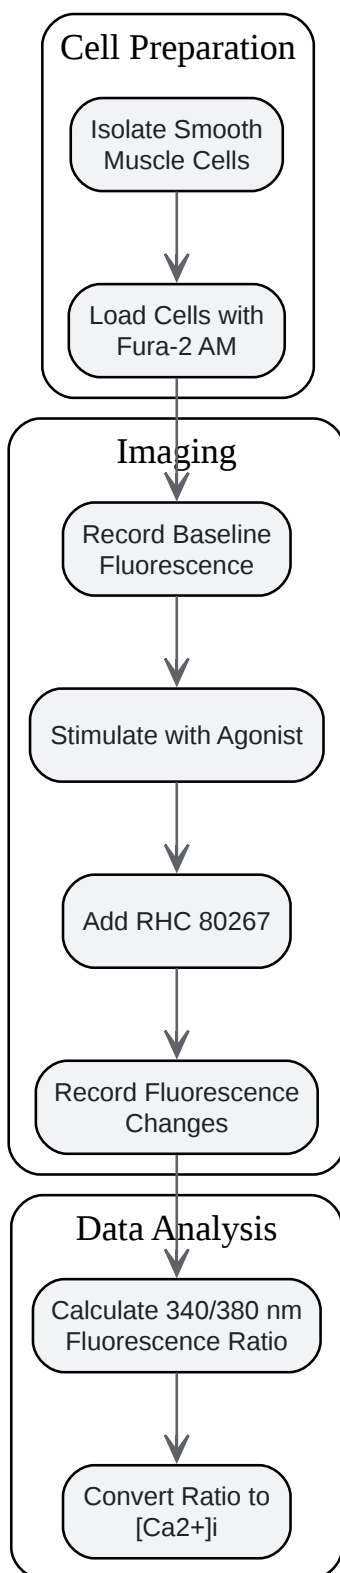 Cell Preparation
Isolate Smooth
Muscle Cells
Load Cells with
Fura-2 AM
Imaging
Record Baseline
Fluorescence
Stimulate with Agonist
Add RHC 80267
Record Fluorescence
Changes
Data Analysis
Calculate 340/380 nm
Fluorescence Ratio
Convert Ratio to
[Ca2+]i